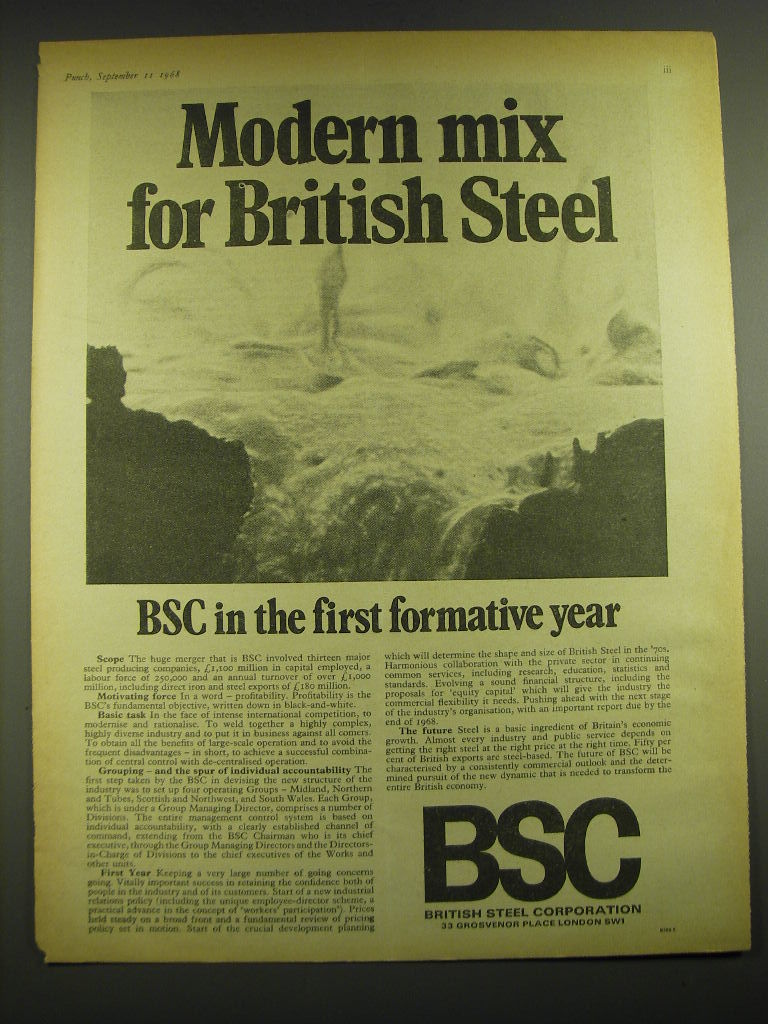 Punch, September 11 1968
iii
Modern mix
for British Steel
BSC in the first formative year
Scope The huge merger that is BSC involved thirteen major
steel producing companies, £1,100 million in capital employed, a
labour force of 250,000 and an annual turnover of over £1,000
million, including direct iron and steel exports of £180 million.
Motivating force In a word – profitability. Profitability is the
BSC's fundamental objective, written down in black-and-white.
Basic task In the face of intense international competition, to
modernise and rationalise. To weld together a highly complex,
highly diverse industry and to put it in business against all comers.
To obtain all the benefits of large-scale operation and to avoid the
frequent disadvantages – in short, to achieve a successful combina-
tion of central control with de-centralised operation.
Grouping – and the spur of individual accountability The
first step taken by the BSC in devising the new structure of the
industry was to set up four operating Groups – Midland, Northern
and Tubes, Scottish and Northwest, and South Wales. Each Group,
which is under a Group Managing Director, comprises a number of
Divisions. The entire management control system is based on
individual accountability, with a clearly established channel of
command, extending from the BSC Chairman who is its chief
executive, through the Group Managing Directors and the Directors-
in-Charge of Divisions to the chief executives of the Works and
other units.
First Year Keeping a very large number of going concerns
going. Vitally important success in retaining the confidence both of
people in the industry and of its customers. Start of a new industrial
relations policy (including the unique employee-director scheme, a
practical advance in the concept of 'workers' participation'). Prices
held steady on a broad front and a fundamental review of pricing
policy set in motion. Start of the crucial development planning
which will determine the shape and size of British Steel in the '70s.
Harmonious collaboration with the private sector in continuing
common services, including research, education, statistics and
standards. Evolving a sound financial structure, including the
proposals for 'equity capital' which will give the industry the
commercial flexibility it needs. Pushing ahead with the next stage
of the industry's organisation, with an important report due by the
end of 1968.
The future Steel is a basic ingredient of Britain's economic
growth. Almost every industry and public service depends on
getting the right steel at the right price at the right time. Fifty per
cent of British exports are steel-based. The future of BSC will be
characterised by a consistently commercial outlook and the deter-
mined pursuit of the new dynamic that is needed to transform the
entire British economy.
BSC
BRITISH STEEL CORPORATION
33 GROSVENOR PLACE LONDON SW1